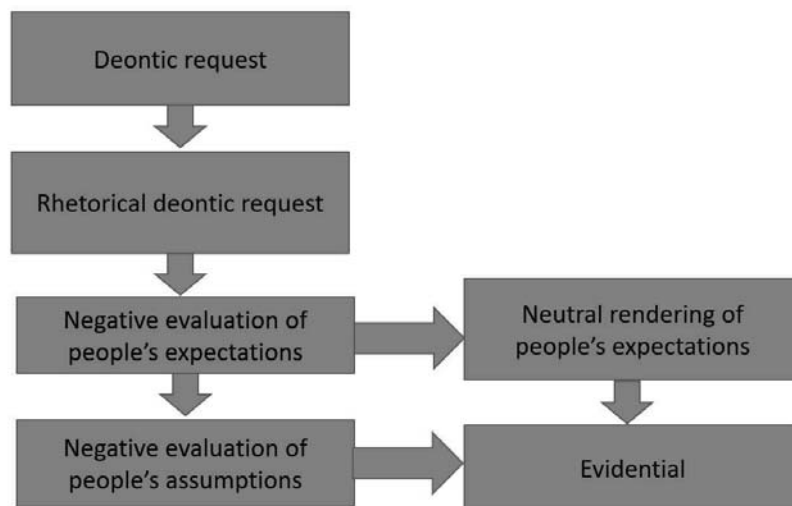 Deontic request
Rhetorical deontic request
Negative evaluation of
people’s expectations
Neutral rendering of
people’s expectations
Negative evaluation of
people’s assumptions
Evidential